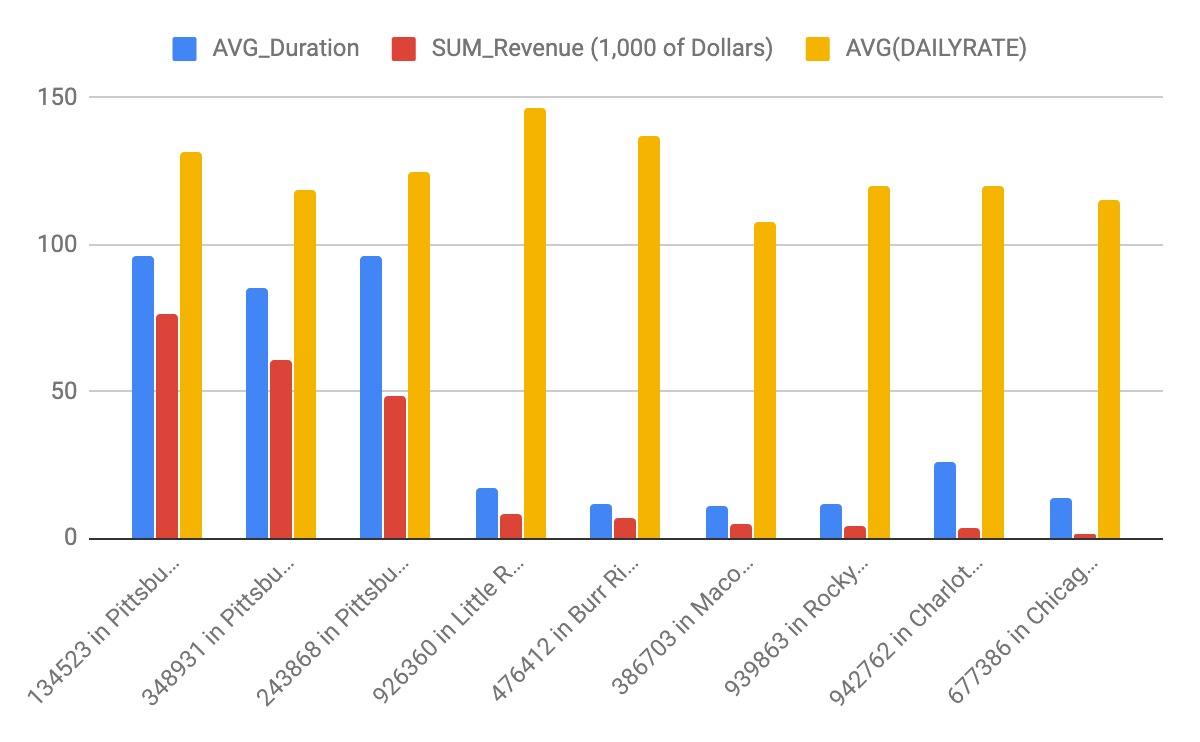 AVG_Duration SUM_Revenue (1,000 of Dollars) AVG(DAILYRATE)
150
100
50
0
134523 in Pittsbu...
348931 in Pittsbu...
243868 in Pittsbu...
926360 in Little R...
476412 in Burr Ri...
386703 in Maco...
939863 in Rocky...
942762 in Charlot...
677386 in Chicag...